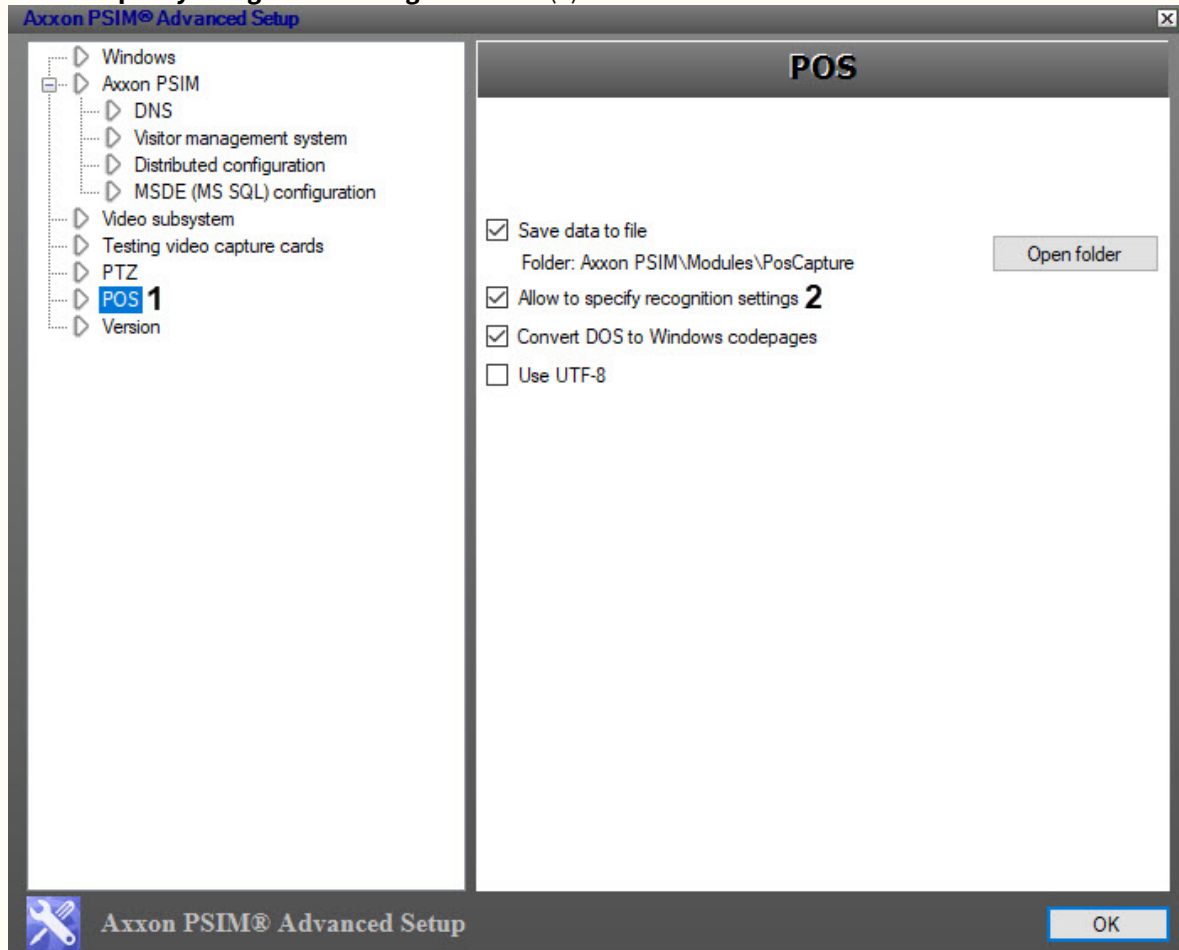 Axxon PSIM® Advanced Setup
Windows
Axxon PSIM
DNS
Visitor management system
Distributed configuration
MSDE (MS SQL) configuration
Video subsystem
Testing video capture cards
PTZ
POS 1
Version
POS
Save data to file
Folder: Axxon PSIM\Modules\PosCapture
Open folder
Allow to specify recognition settings 2
Convert DOS to Windows codepages
Use UTF-8
Axxon PSIM® Advanced Setup
OK